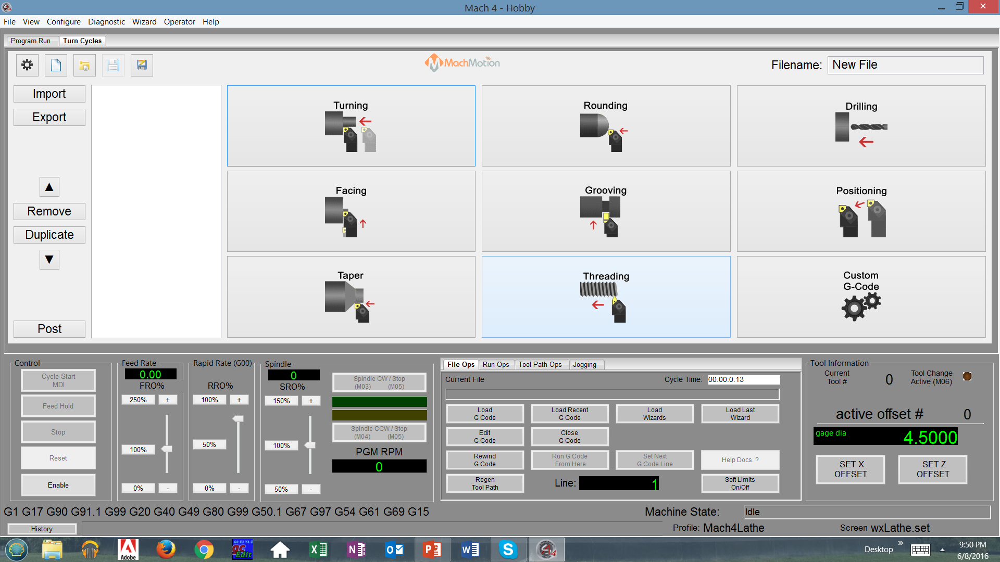 Mach 4 - Hobby
File View Configure Diagnostic Wizard Operator Help
Program Run Turn Cycles
MachMotion
Filename: New File
Import
Export
Remove
Duplicate
Post
Turning
Rounding
Drilling
Facing
Grooving
Positioning
Taper
Threading
Custom
G-Code
Control
Cycle Start
MDI
Feed Hold
Stop
Reset
Enable
Feed Rate
0.00
FRO%
250% +
100%
0% -
Rapid Rate (G00)
RRO%
100% +
50%
0% -
Spindle
0
SRO%
150% +
100%
50% -
Spindle CW / Stop
(M03) (M05)
Spindle CCW / Stop
(M04) (M05)
PGM RPM
0
File Ops Run Ops Tool Path Ops Jogging
Current File
Cycle Time: 00:00:0.13
Load
G Code
Load Recent
G Code
Load
Wizards
Load Last
Wizard
Edit
G Code
Close
G Code
Rewind
G Code
Run G Code
From Here
Set Next
G Code Line
Help Docs. ?
Regen
Tool Path
Line: 1
Soft Limits
On/Off
Tool Information
Current
Tool #
0
Tool Change
Active (M06)
active offset # 0
gage dia 4.5000
SET X
OFFSET
SET Z
OFFSET
G1 G17 G90 G91.1 G99 G20 G40 G49 G80 G99 G50.1 G67 G97 G54 G61 G69 G15
Machine State: Idle
History
Profile: Mach4Lathe
Screen wxLathe.set
Adobe
G0 X3 Y4 Z
gc
Edit
Desktop
9:50 PM
6/8/2016